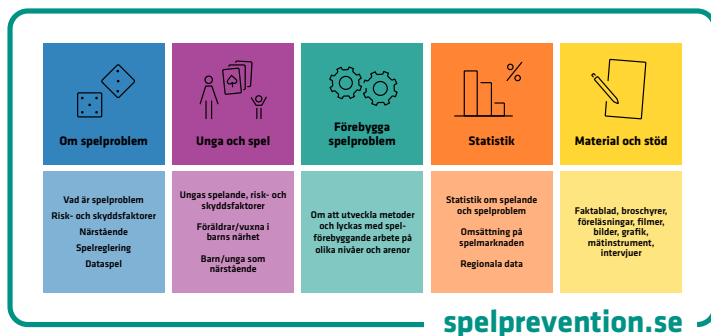 %
Om spelproblem
Unga och spel
Förebygga
spelproblem
Statistik
Material och stöd
Vad är spelproblem
Risk- och skyddsfaktorer
Närstående
Spelreglering
Dataspel
Ungas spelande, risk- och
skyddsfaktorer
Föräldrar/vuxna i
barns närhet
Barn/unga som
närstående
Om att utveckla metoder
och lyckas med spel-
förebyggande arbete på
olika nivåer och arenor
Statistik om spelande
och spelproblem
Omsättning på
spelmarknaden
Regionala data
Faktablad, broschyrer,
föreläsningar, filmer,
bilder, grafik,
mätinstrument,
intervjuer
spelprevention.se